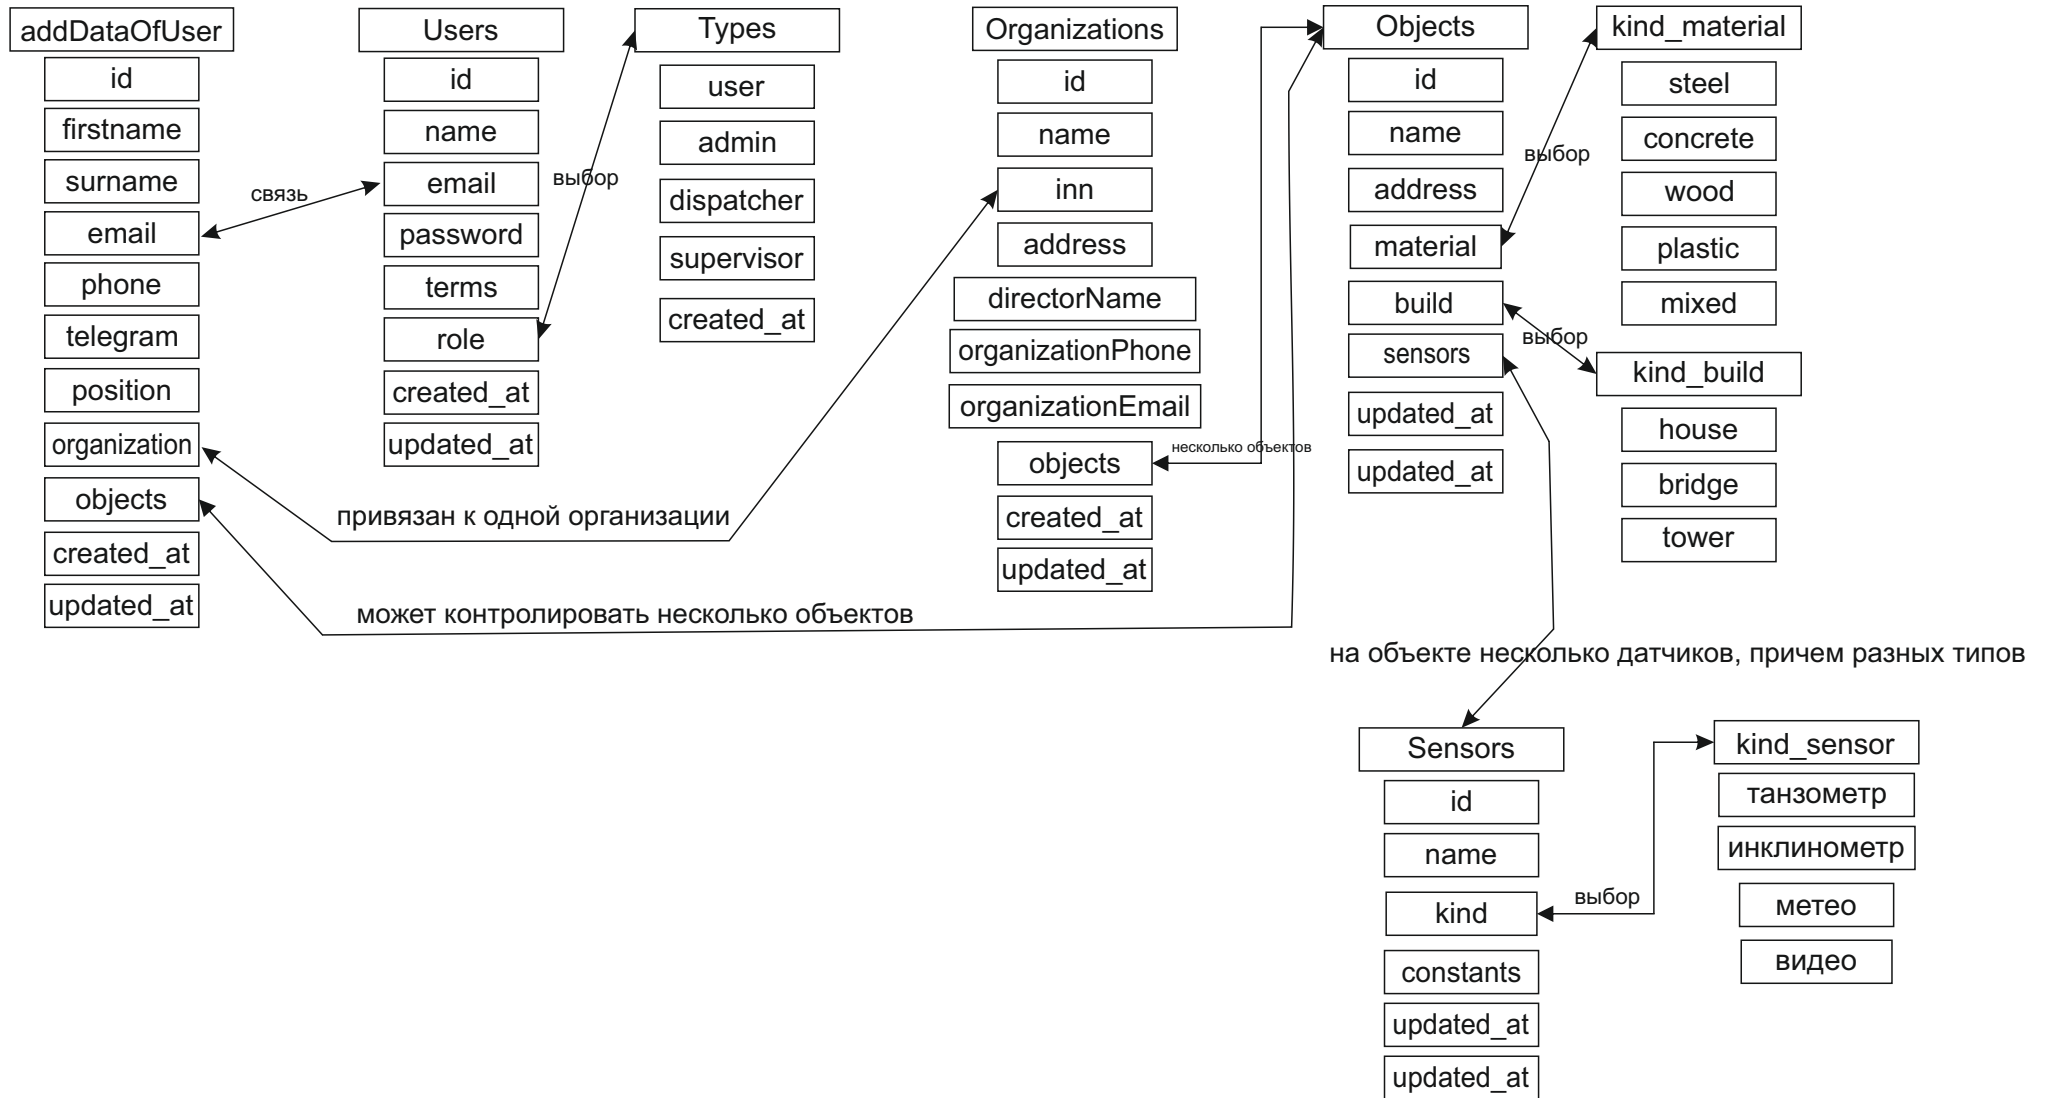 addDataOfUser
id
firstname
surname
email
phone
telegram
position
organization
objects
created_at
updated_at
связь
Users
id
name
email
password
terms
role
created_at
updated_at
выбор
Types
user
admin
dispatcher
supervisor
created_at
привязан к одной организации
может контролировать несколько объектов
Organizations
id
name
inn
address
directorName
organizationPhone
organizationEmail
objects
created_at
updated_at
несколько объектов
Objects
id
name
address
material
build
sensors
updated_at
updated_at
выбор
kind_material
steel
concrete
wood
plastic
mixed
выбор
kind_build
house
bridge
tower
на объекте несколько датчиков, причем разных типов
Sensors
id
name
kind
constants
updated_at
updated_at
выбор
kind_sensor
танзометр
инклинометр
метео
видео